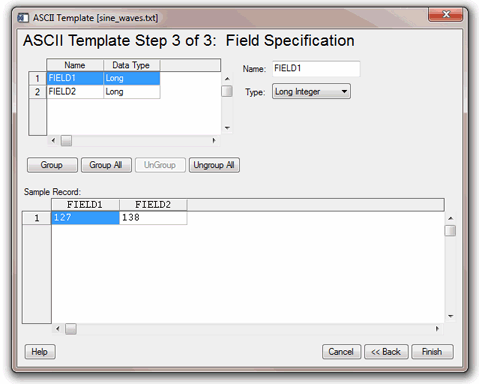 ASCII Template [sine_waves.txt]
ASCII Template Step 3 of 3: Field Specification
Name Data Type
1 FIELD1 Long
2 FIELD2 Long
Name: FIELD1
Type: Long Integer
Group Group All UnGroup Ungroup All
Sample Record:
FIELD1 FIELD2
1 127 138
Help Cancel << Back Finish